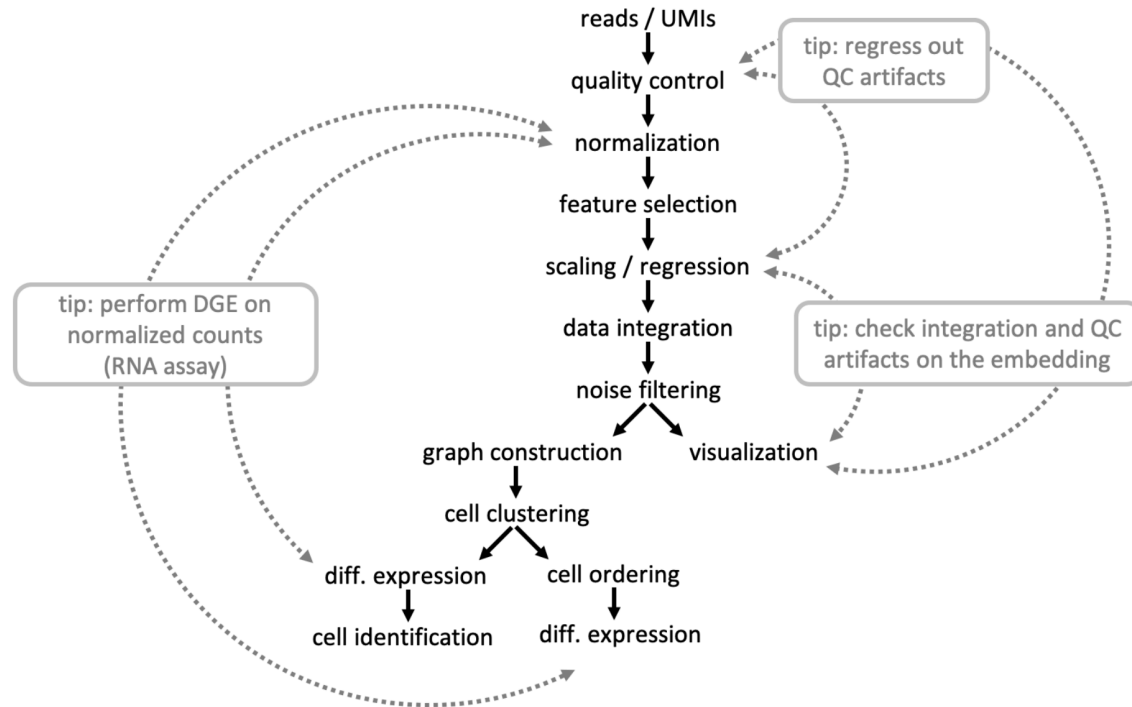 reads / UMIs
tip: regress out
QC artifacts
quality control
normalization
feature selection
scaling / regression
tip: perform DGE on
normalized counts
(RNA assay)
data integration
tip: check integration and QC
artifacts on the embedding
noise filtering
graph construction
visualization
cell clustering
diff. expression
cell ordering
cell identification
diff. expression